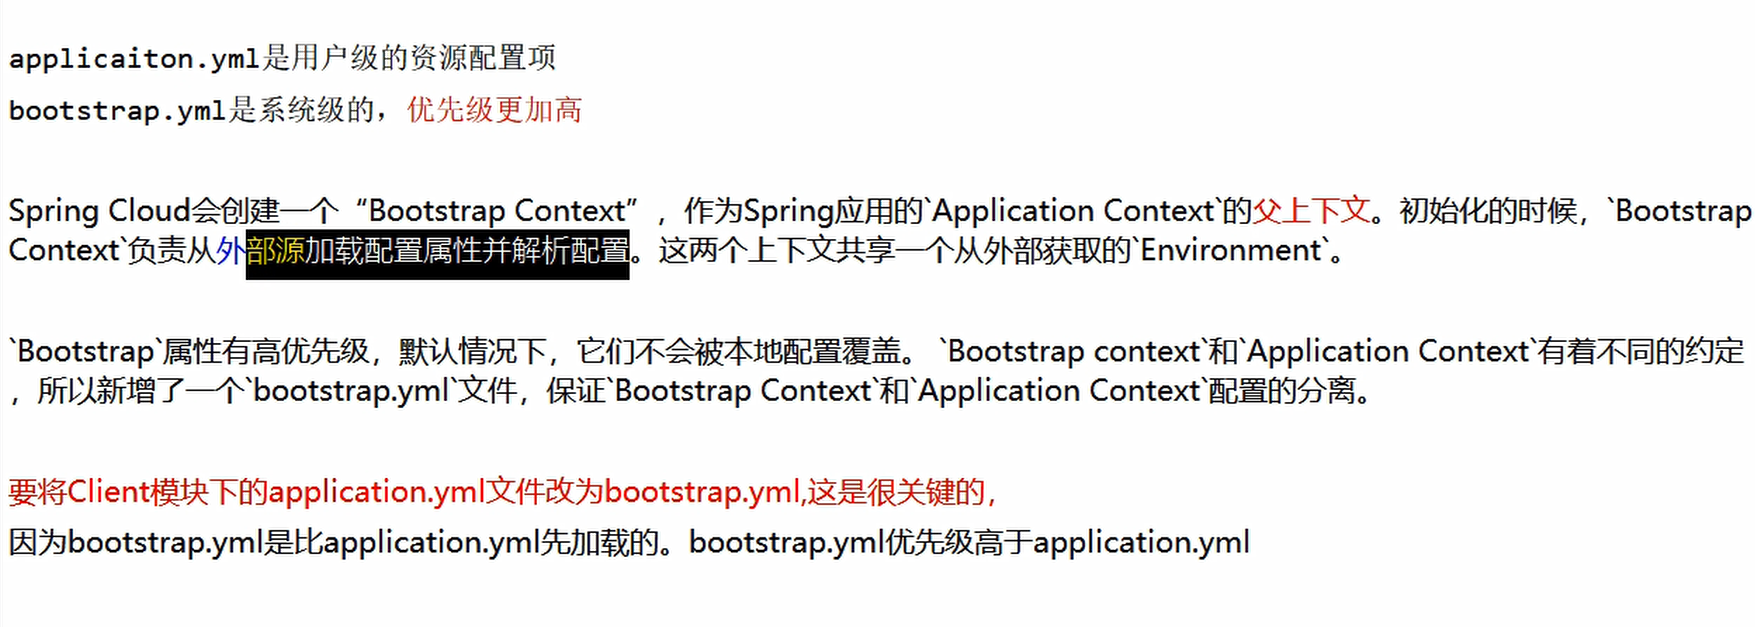 applicaiton.yml是用户级的资源配置项
bootstrap.yml是系统级的，优先级更加高
Spring Cloud会创建一个“Bootstrap Context”，作为Spring应用的`Application Context`的父上下文。初始化的时候，`Bootstrap
Context`负责从外部源加载配置属性并解析配置。这两个上下文共享一个从外部获取的`Environment`。
`Bootstrap`属性有高优先级，默认情况下，它们不会被本地配置覆盖。 `Bootstrap context`和`Application Context`有着不同的约定
，所以新增了一个`bootstrap.yml`文件，保证`Bootstrap Context`和`Application Context`配置的分离。
要将Client模块下的application.yml文件改为bootstrap.yml,这是很关键的，
因为bootstrap.yml是比application.yml先加载的。bootstrap.yml优先级高于application.yml